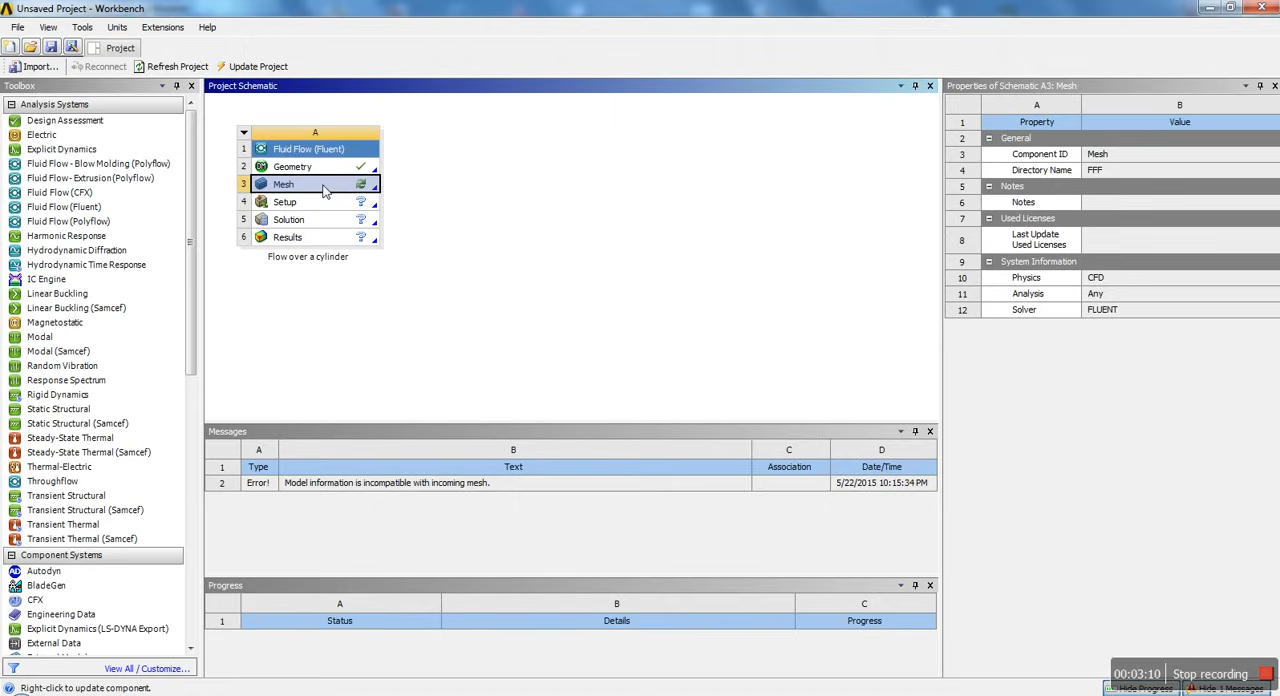 Unsaved Project - Workbench
File View Tools Units Extensions Help
Project
Import... Reconnect Refresh Project Update Project
Toolbox
Analysis Systems
Design Assessment
Electric
Explicit Dynamics
Fluid Flow - Blow Molding (Polyflow)
Fluid Flow - Extrusion (Polyflow)
Fluid Flow (CFX)
Fluid Flow (Fluent)
Fluid Flow (Polyflow)
Harmonic Response
Hydrodynamic Diffraction
Hydrodynamic Time Response
IC Engine
Linear Buckling
Linear Buckling (Samcef)
Magnetostatic
Modal
Modal (Samcef)
Random Vibration
Response Spectrum
Rigid Dynamics
Static Structural
Static Structural (Samcef)
Steady-State Thermal
Steady-State Thermal (Samcef)
Thermal-Electric
Throughflow
Transient Structural
Transient Structural (Samcef)
Transient Thermal
Transient Thermal (Samcef)
Component Systems
Autodyn
BladeGen
CFX
Engineering Data
Explicit Dynamics (LS-DYNA Export)
External Data
View All / Customize...
Project Schematic
A
1 Fluid Flow (Fluent)
2 Geometry
3 Mesh
4 Setup ?
5 Solution ?
6 Results ?
Flow over a cylinder
Messages
A B C D
1 Type Text Association Date/Time
2 Error! Model information is incompatible with incoming mesh. 5/22/2015 10:15:34 PM
Progress
A B C
1 Status Details Progress
Properties of Schematic A3: Mesh
A B
1 Property Value
2 General
3 Component ID Mesh
4 Directory Name FFF
5 Notes
6 Notes
7 Used Licenses
8 Last Update Used Licenses
9 System Information
10 Physics CFD
11 Analysis Any
12 Solver FLUENT
00:03:10 Stop recording
Right-click to update component.
Hide Progress Hide 1 Messages